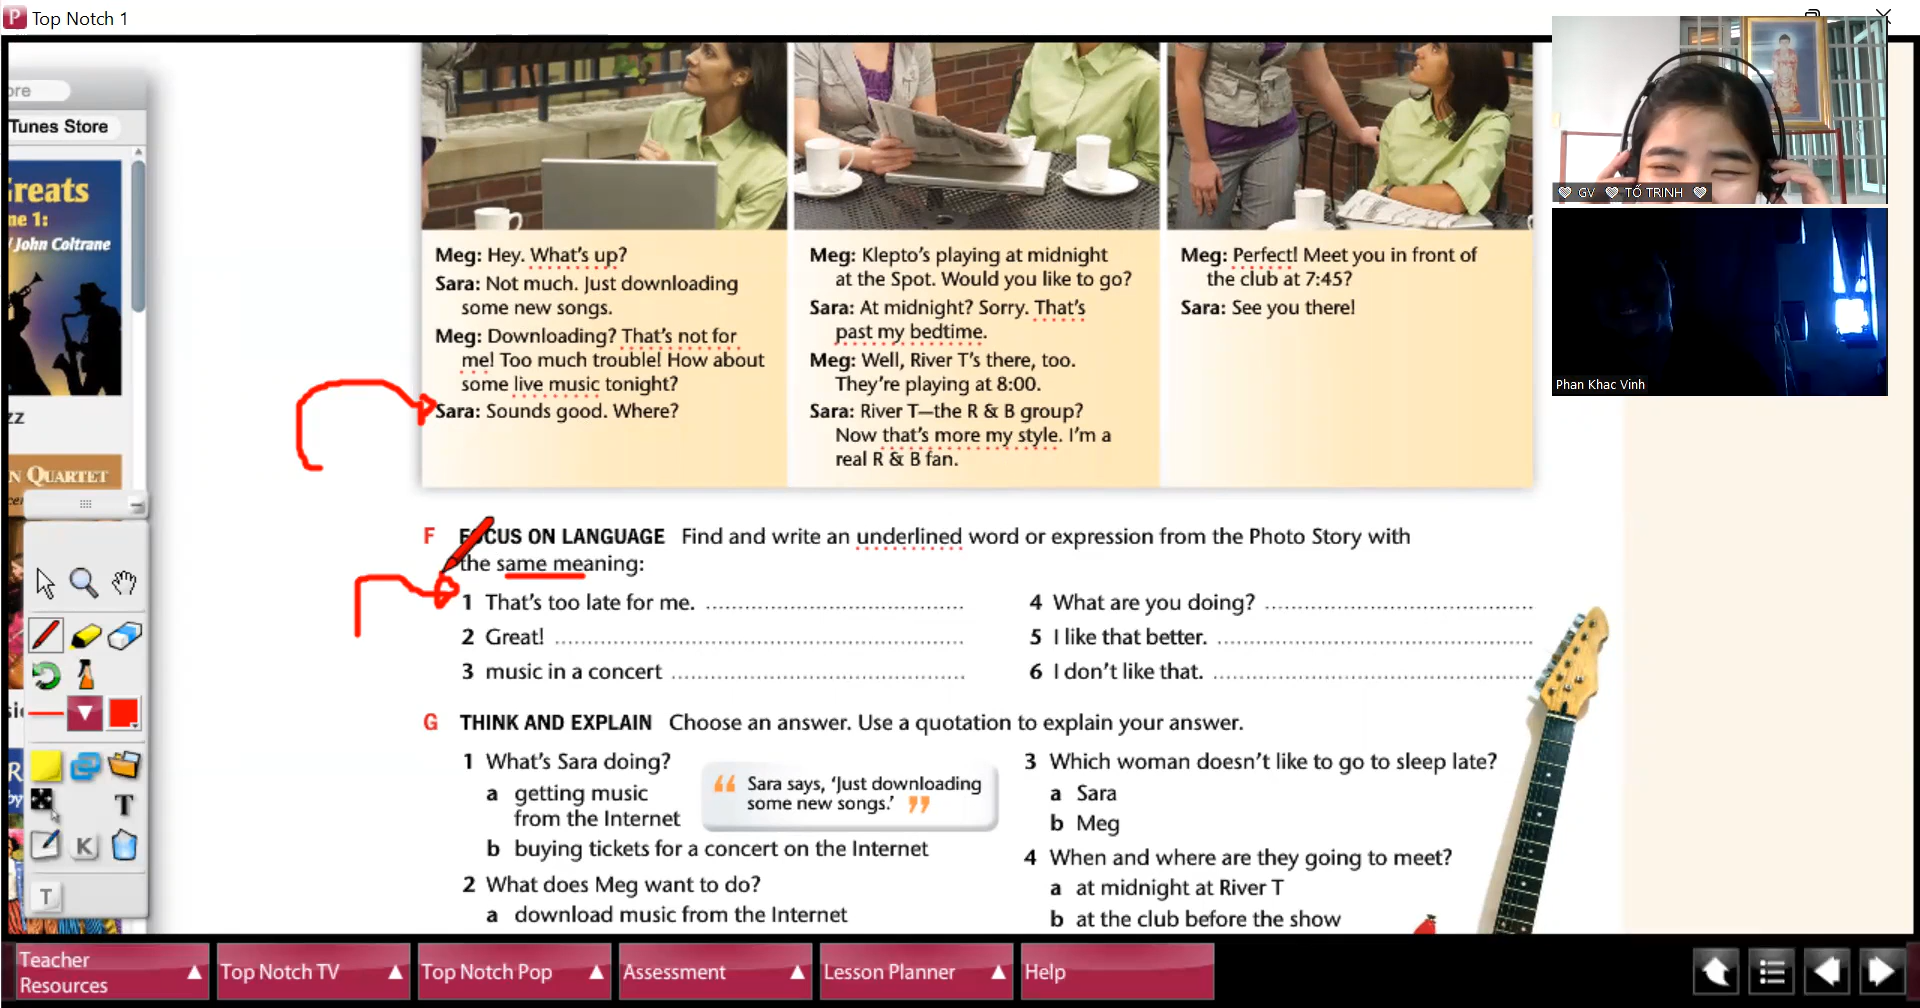 Top Notch 1
ore
Tunes Store
Greats
me 1:
John Coltrane
zz
N QUARTET
Meg: Hey. What's up?
Sara: Not much. Just downloading
some new songs.
Meg: Downloading? That's not for
me! Too much trouble! How about
some live music tonight?
Sara: Sounds good. Where?
Meg: Klepto's playing at midnight
at the Spot. Would you like to go?
Sara: At midnight? Sorry. That's
past my bedtime.
Meg: Well, River T's there, too.
They're playing at 8:00.
Sara: River T—the R & B group?
Now that's more my style. I'm a
real R & B fan.
Meg: Perfect! Meet you in front of
the club at 7:45?
Sara: See you there!
GV TỐ TRINH
Phan Khac Vinh
F FOCUS ON LANGUAGE Find and write an underlined word or expression from the Photo Story with
the same meaning:
1 That's too late for me.
2 Great!
3 music in a concert
4 What are you doing?
5 I like that better.
6 I don't like that.
G THINK AND EXPLAIN Choose an answer. Use a quotation to explain your answer.
1 What's Sara doing?
a getting music
from the Internet
b buying tickets for a concert on the Internet
“ Sara says, ‘Just downloading
some new songs.’ ”
2 What does Meg want to do?
a download music from the Internet
3 Which woman doesn't like to go to sleep late?
a Sara
b Meg
4 When and where are they going to meet?
a at midnight at River T
b at the club before the show
T
K
T
Teacher
Resources
Top Notch TV
Top Notch Pop
Assessment
Lesson Planner
Help